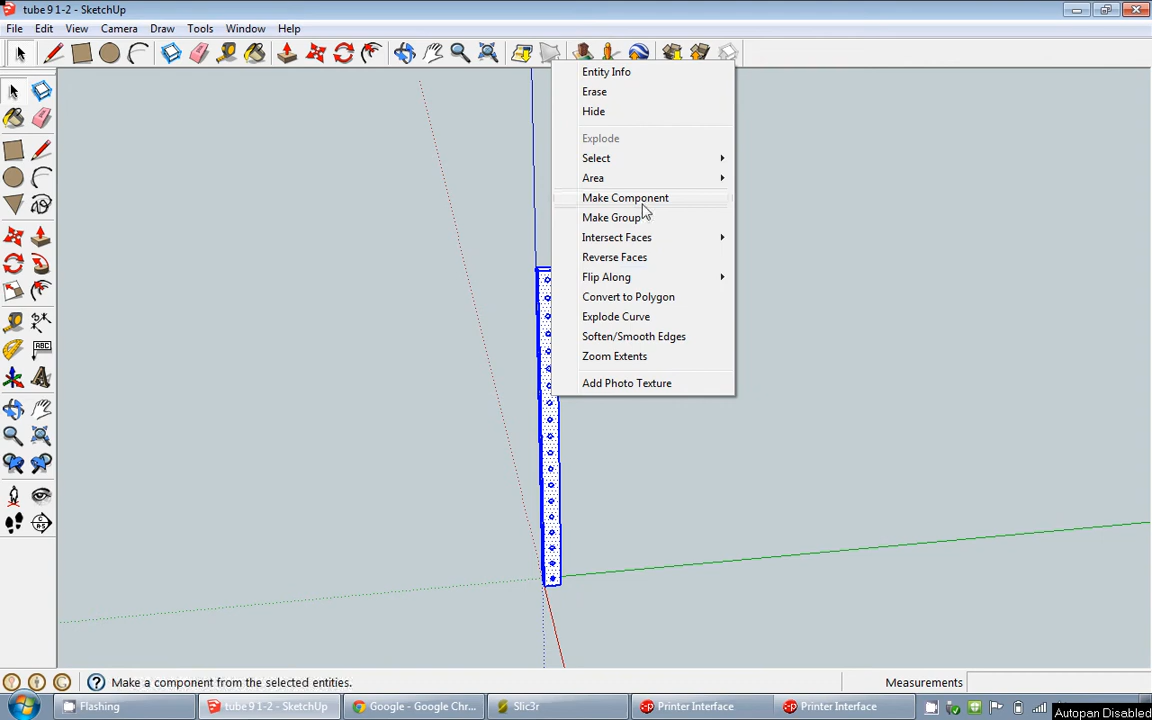 tube 9 1-2 - SketchUp
File Edit View Camera Draw Tools Window Help
Entity Info
Erase
Hide
Explode
Select
Area
Make Component
Make Group
Intersect Faces
Reverse Faces
Flip Along
Convert to Polygon
Explode Curve
Soften/Smooth Edges
Zoom Extents
Add Photo Texture
ABC
Make a component from the selected entities. Measurements
Flashing tube 9 1-2 - SketchUp Google - Google Chr... Slic3r Printer Interface Printer Interface
Autopan Disabled